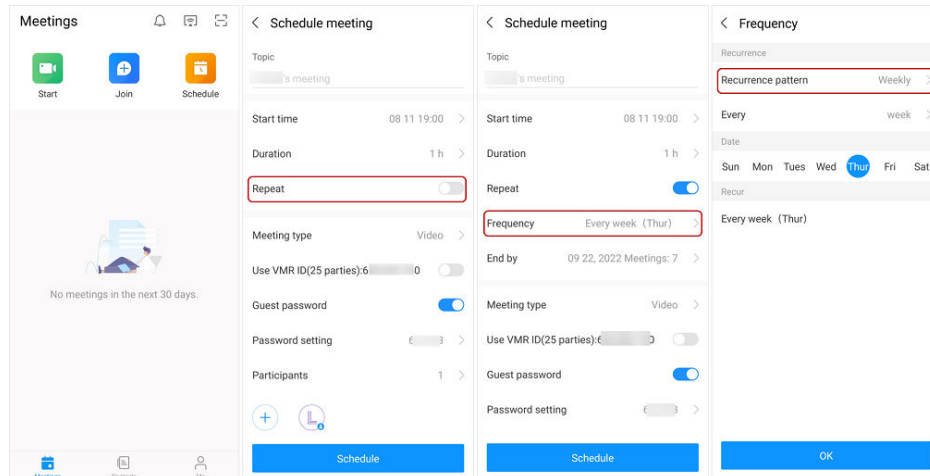 Meetings
Start
Join
Schedule
No meetings in the next 30 days.
Meetings
Contacts
Me
Schedule meeting
Topic
's meeting
Start time 08 11 19:00
Duration 1 h
Repeat
Meeting type Video
Use VMR ID(25 parties):6 0
Guest password
Password setting 6 3
Participants 1
L
Schedule
Schedule meeting
Topic
's meeting
Start time 08 11 19:00
Duration 1 h
Repeat
Frequency Every week (Thur)
End by 09 22, 2022 Meetings: 7
Meeting type Video
Use VMR ID(25 parties):6
Guest password
Password setting
Schedule
Frequency
Recurrence
Recurrence pattern Weekly
Every week
Date
Sun Mon Tues Wed Thur Fri Sat
Recur
Every week (Thur)
OK